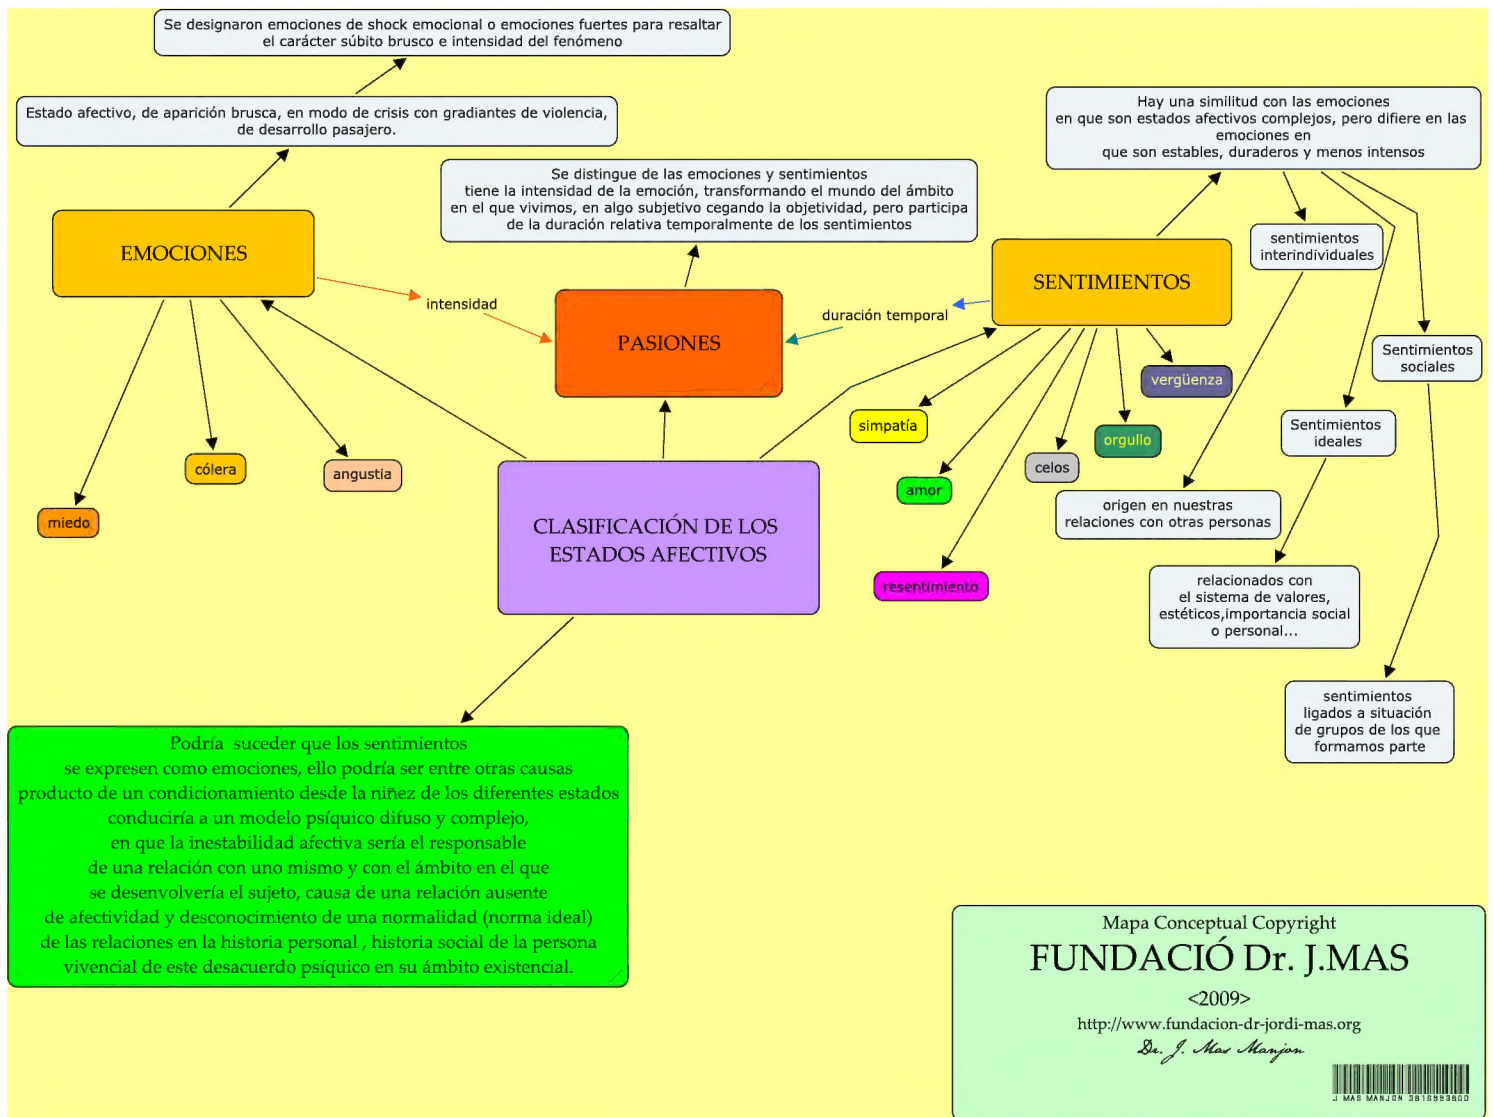 Se designaron emociones de shock emocional o emociones fuertes para resaltar
el carácter súbito brusco e intensidad del fenómeno
Estado afectivo, de aparición brusca, en modo de crisis con gradiantes de violencia,
de desarrollo pasajero.
Hay una similitud con las emociones
en que son estados afectivos complejos, pero difiere en las
emociones en
que son estables, duraderos y menos intensos
Se distingue de las emociones y sentimientos
tiene la intensidad de la emoción, transformando el mundo del ámbito
en el que vivimos, en algo subjetivo cegando la objetividad, pero participa
de la duración relativa temporalmente de los sentimientos
EMOCIONES
SENTIMIENTOS
sentimientos
interindividuales
intensidad
duración temporal
PASIONES
Sentimientos
sociales
vergüenza
simpatía
orgullo
Sentimientos
ideales
cólera
angustia
celos
amor
miedo
origen en nuestras
relaciones con otras personas
CLASIFICACIÓN DE LOS
ESTADOS AFECTIVOS
resentimiento
relacionados con
el sistema de valores,
estéticos,importancia social
o personal...
sentimientos
ligados a situación
de grupos de los que
formamos parte
Podría suceder que los sentimientos
se expresen como emociones, ello podría ser entre otras causas
producto de un condicionamiento desde la niñez de los diferentes estados
conduciría a un modelo psíquico difuso y complejo,
en que la inestabilidad afectiva sería el responsable
de una relación con uno mismo y con el ámbito en el que
se desenvolvería el sujeto, causa de una relación ausente
de afectividad y desconocimiento de una normalidad (norma ideal)
de las relaciones en la historia personal , historia social de la persona
vivencial de este desacuerdo psíquico en su ámbito existencial.
Mapa Conceptual Copyright
FUNDACIÓ Dr. J.MAS
<2009>
http://www.fundacion-dr-jordi-mas.org
Dr. J. Mas Manjon
J MAS MANJON 3816993600